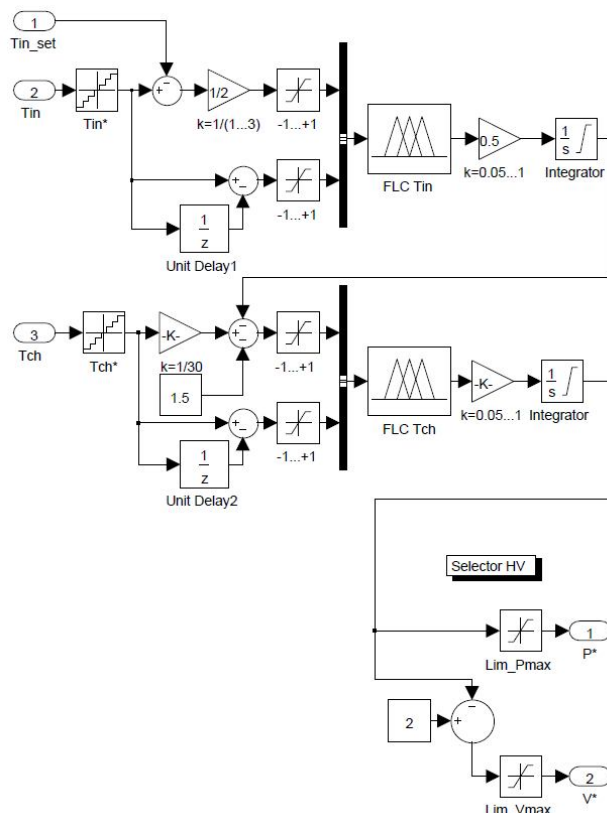 1
Tin_set
2
Tin
Tin*
+
−
1/2
k=1/(1...3)
-1...+1
FLC Tin
0.5
k=0.05...1
1
s
Integrator
+
−
1
z
Unit Delay1
-1...+1
3
Tch
Tch*
-K-
k=1/30
−
+
−
1.5
-1...+1
FLC Tch
-K-
k=0.05...1
1
s
Integrator
+
−
1
z
Unit Delay2
-1...+1
Selector HV
Lim_Pmax
1
P*
2
−
+
Lim_Vmax
2
V*